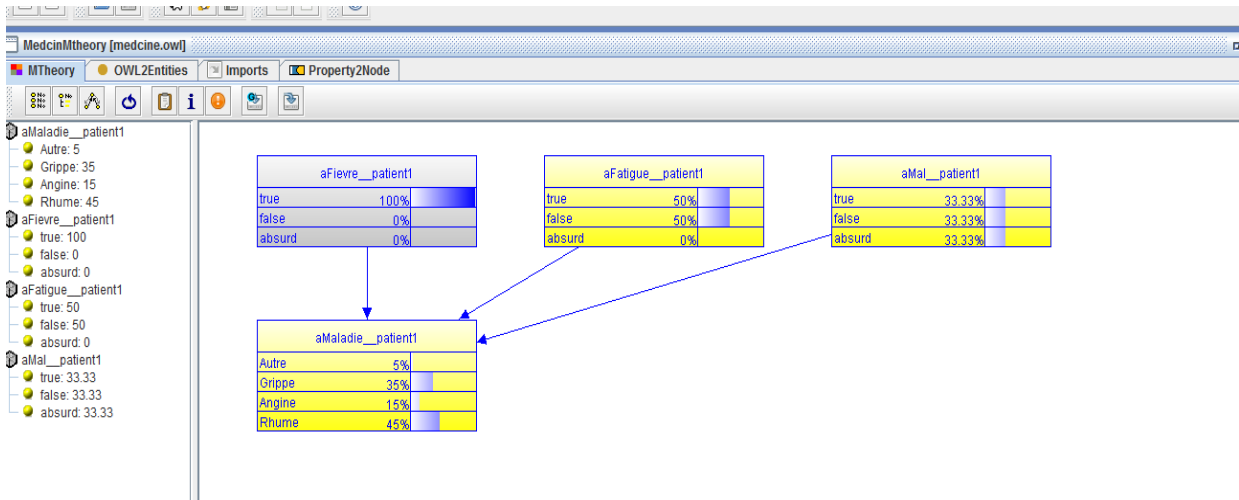 MedcinMtheory [medcine.owl]
MTheory OWL2Entities Imports Property2Node
aMaladie__patient1
Autre: 5
Grippe: 35
Angine: 15
Rhume: 45
aFievre__patient1
true: 100
false: 0
absurd: 0
aFatigue__patient1
true: 50
false: 50
absurd: 0
aMal__patient1
true: 33.33
false: 33.33
absurd: 33.33
aFievre__patient1
true 100%
false 0%
absurd 0%
aFatigue__patient1
true 50%
false 50%
absurd 0%
aMal__patient1
true 33.33%
false 33.33%
absurd 33.33%
aMaladie__patient1
Autre 5%
Grippe 35%
Angine 15%
Rhume 45%